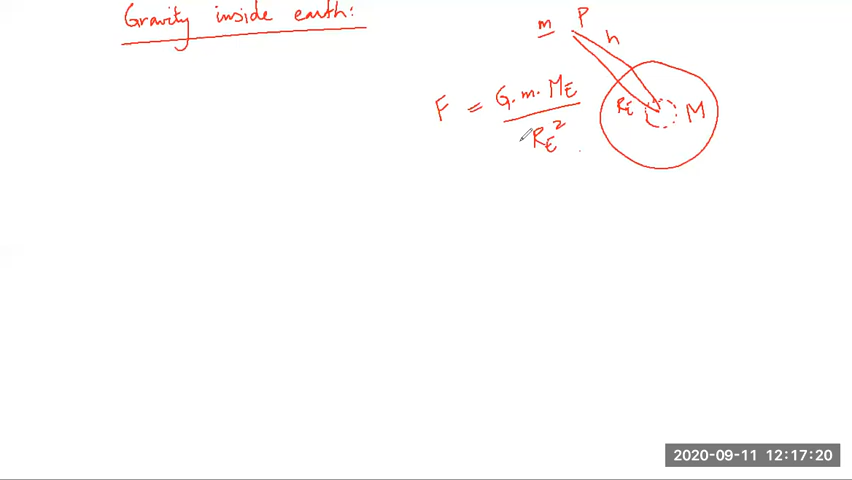 Gravity inside earth:
m P
h
F = G.m.M_E / R_E^2
R_E M
2020-09-11 12:17:20